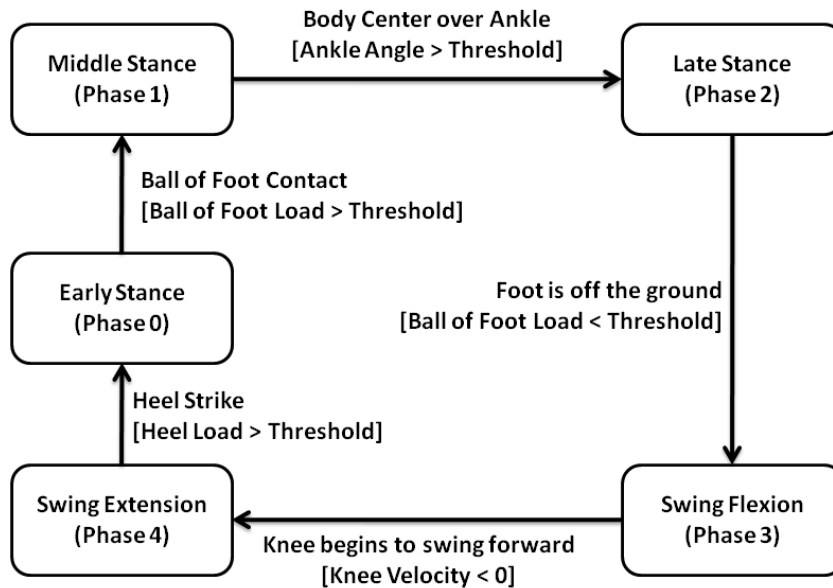 Body Center over Ankle
[Ankle Angle > Threshold]
Middle Stance
(Phase 1)
Late Stance
(Phase 2)
Ball of Foot Contact
[Ball of Foot Load > Threshold]
Early Stance
(Phase 0)
Foot is off the ground
[Ball of Foot Load < Threshold]
Heel Strike
[Heel Load > Threshold]
Swing Extension
(Phase 4)
Swing Flexion
(Phase 3)
Knee begins to swing forward
[Knee Velocity < 0]